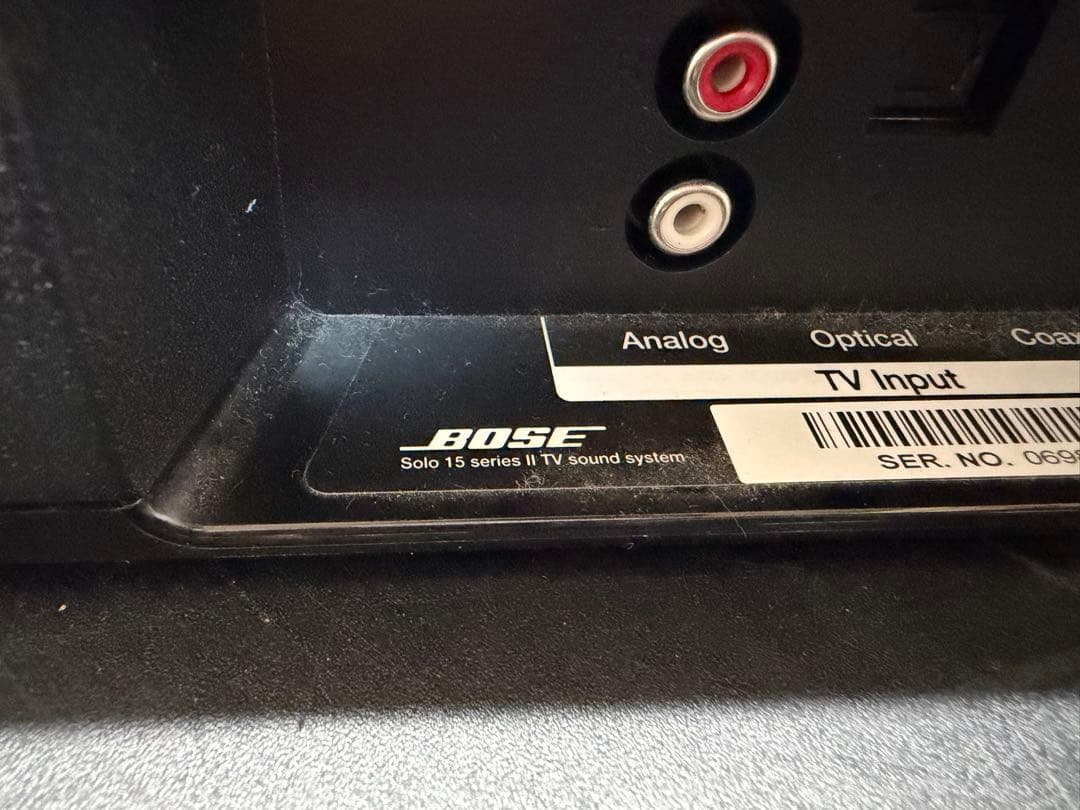 Analog Optical
TV Input
BOSE
Solo 15 series II TV sound system
SER. NO.